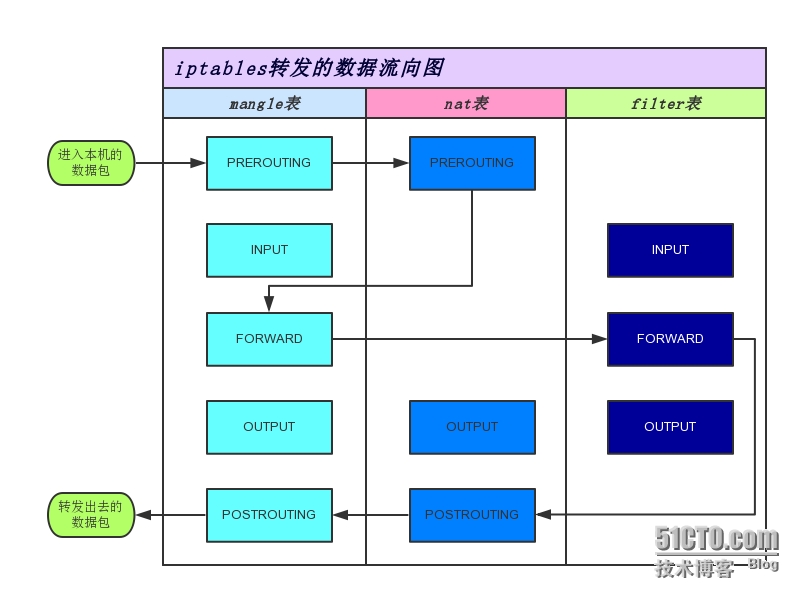 iptables转发的数据流向图
mangle表 nat表 filter表
进入本机的
数据包
PREROUTING PREROUTING
INPUT INPUT
FORWARD FORWARD
OUTPUT OUTPUT OUTPUT
转发出去的
数据包
POSTROUTING POSTROUTING
51CTO.com
技术博客 Blog